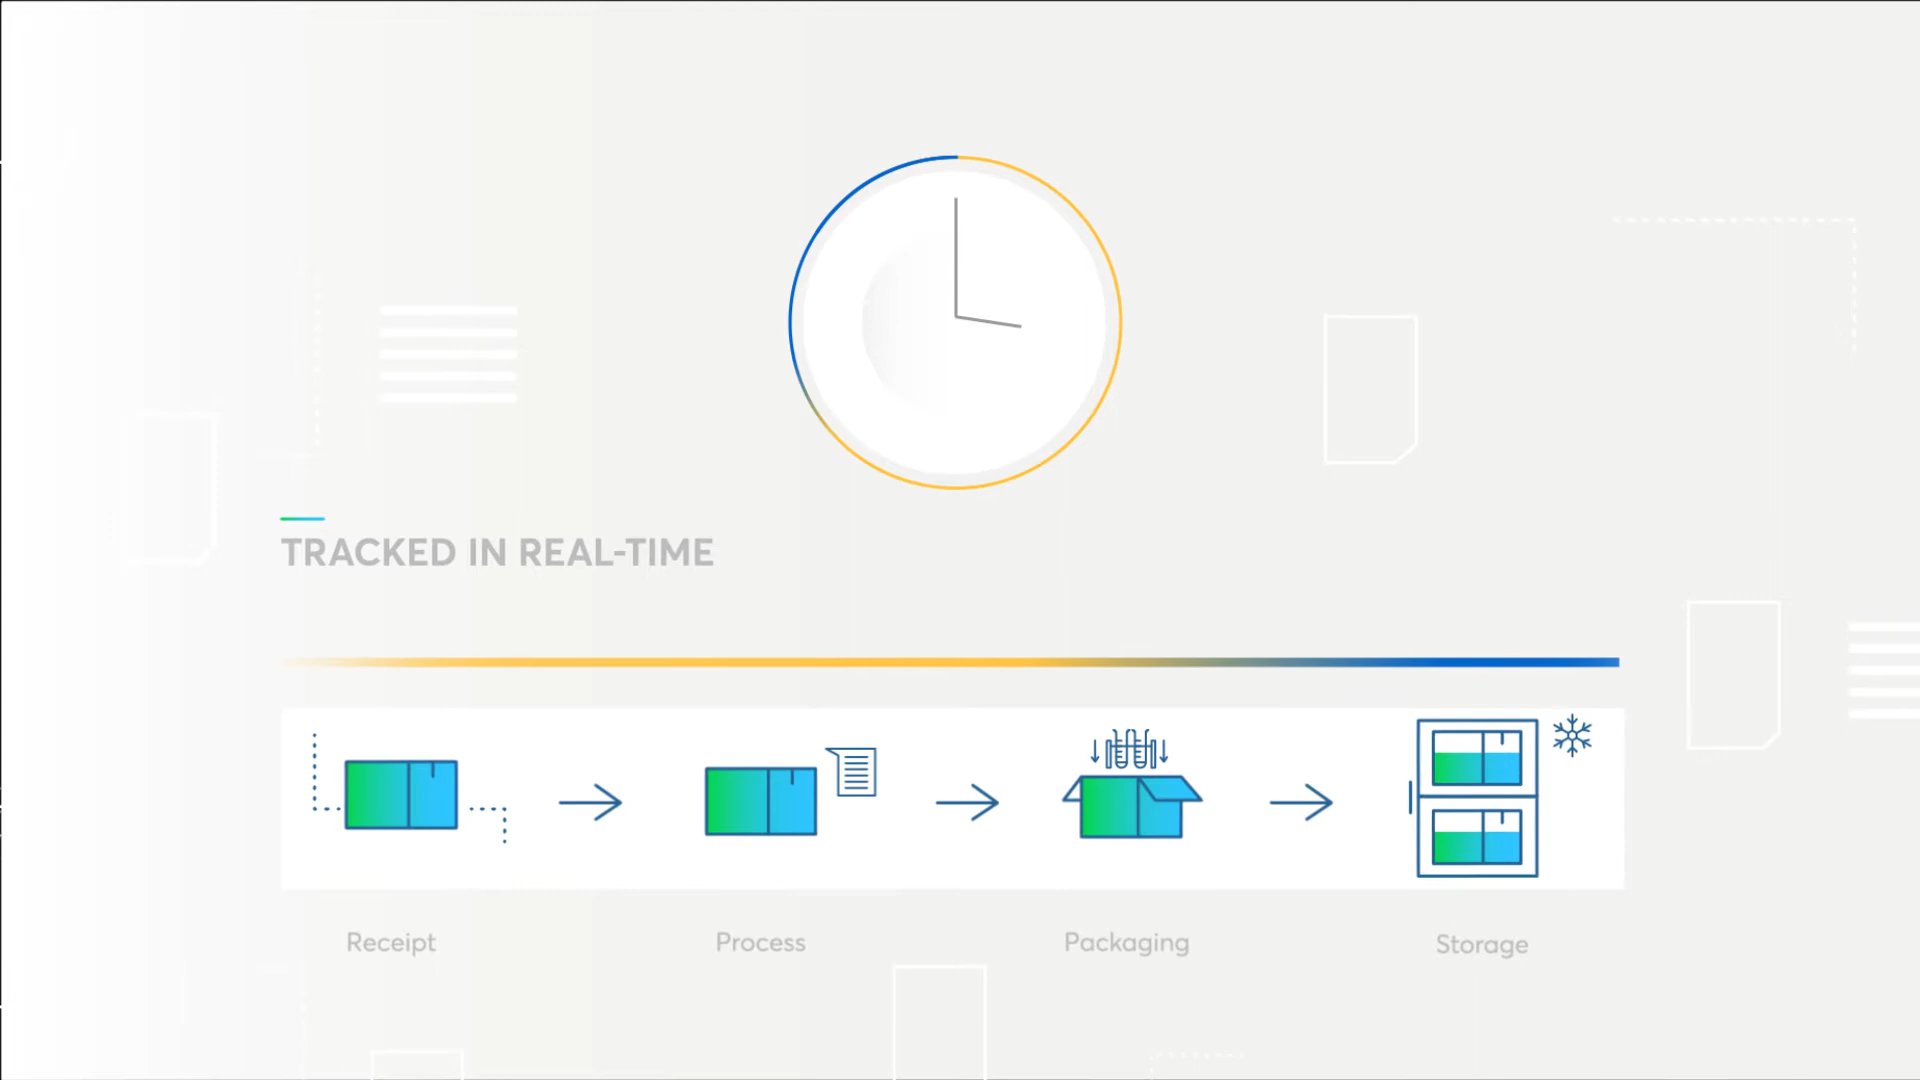 TRACKED IN REAL-TIME
Receipt
Process
Packaging
Storage